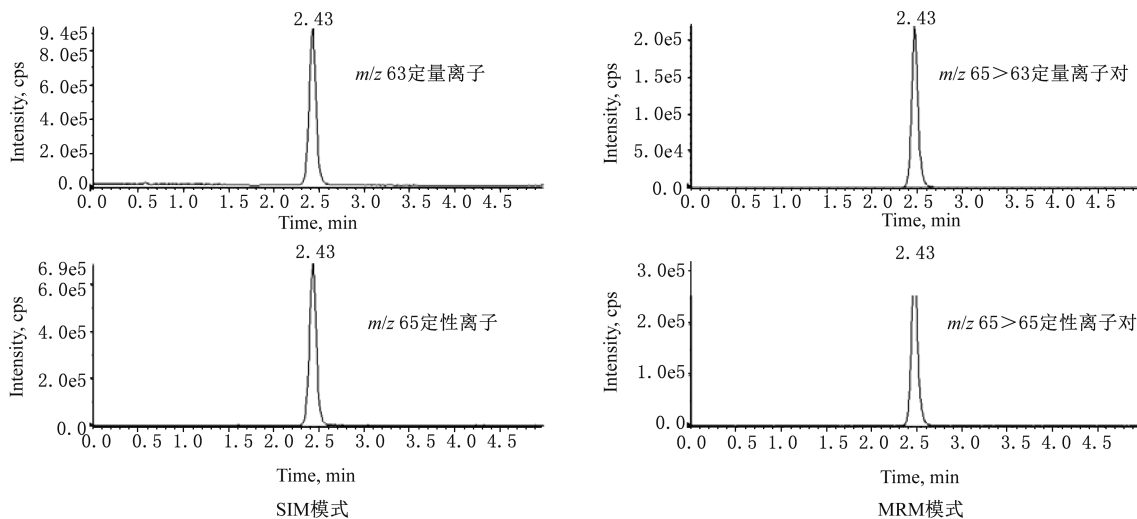 2.43
9.4e5
8.0e5
6.0e5
4.0e5
2.0e5
0.0
Intensity, cps
m/z 63定量离子
0.0 0.5 1.0 1.5 2.0 2.5 3.0 3.5 4.0 4.5
Time, min
2.43
2.0e5
1.5e5
1.0e5
5.0e4
0.0
Intensity, cps
m/z 65>63定量离子对
0.0 0.5 1.0 1.5 2.0 2.5 3.0 3.5 4.0 4.5
Time, min
2.43
6.9e5
6.0e5
4.0e5
2.0e5
0.0
Intensity, cps
m/z 65定性离子
0.0 0.5 1.0 1.5 2.0 2.5 3.0 3.5 4.0 4.5
Time, min
SIM模式
2.43
3.0e5
2.0e5
1.0e5
0.0
Intensity, cps
m/z 65>65定性离子对
0.0 0.5 1.0 1.5 2.0 2.5 3.0 3.5 4.0 4.5
Time, min
MRM模式